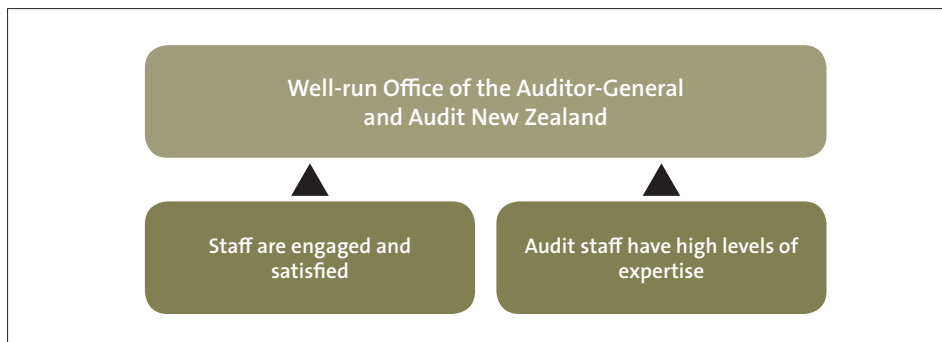 Well-run Office of the Auditor-General
and Audit New Zealand
Staff are engaged and
satisfied
Audit staff have high levels of
expertise